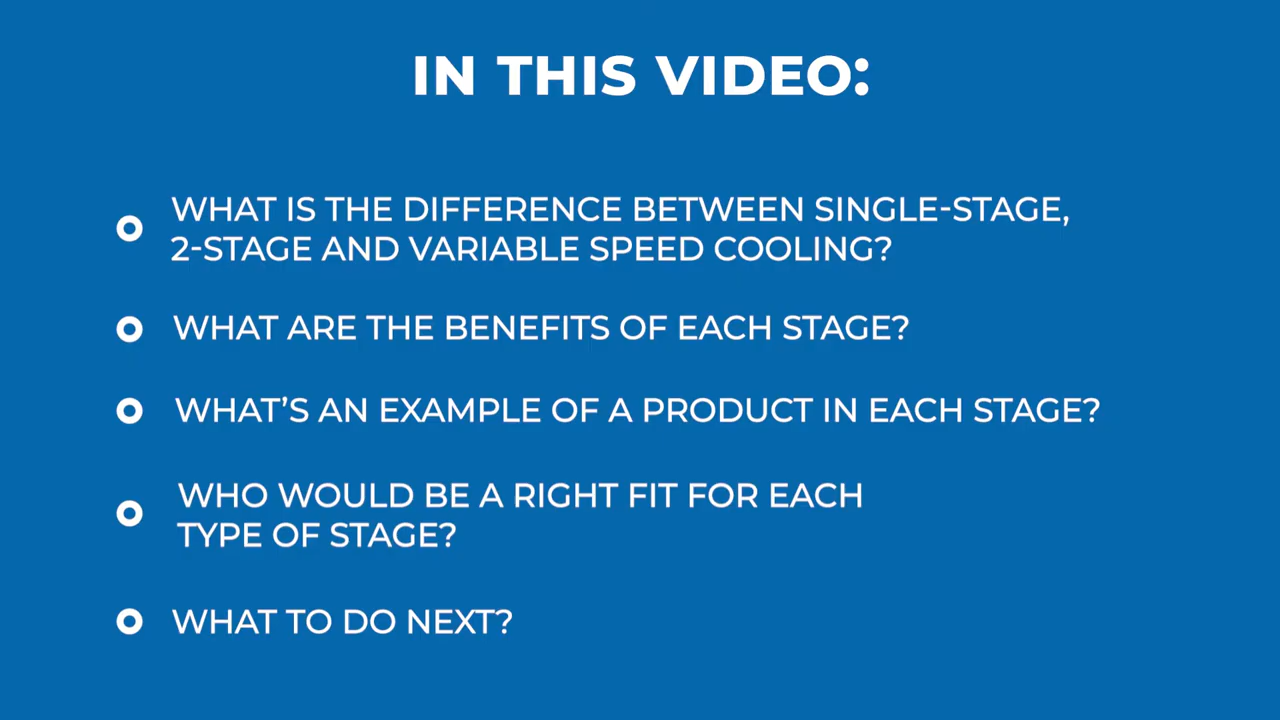 IN THIS VIDEO:
WHAT IS THE DIFFERENCE BETWEEN SINGLE-STAGE,
2-STAGE AND VARIABLE SPEED COOLING?
WHAT ARE THE BENEFITS OF EACH STAGE?
WHAT'S AN EXAMPLE OF A PRODUCT IN EACH STAGE?
WHO WOULD BE A RIGHT FIT FOR EACH
TYPE OF STAGE?
WHAT TO DO NEXT?